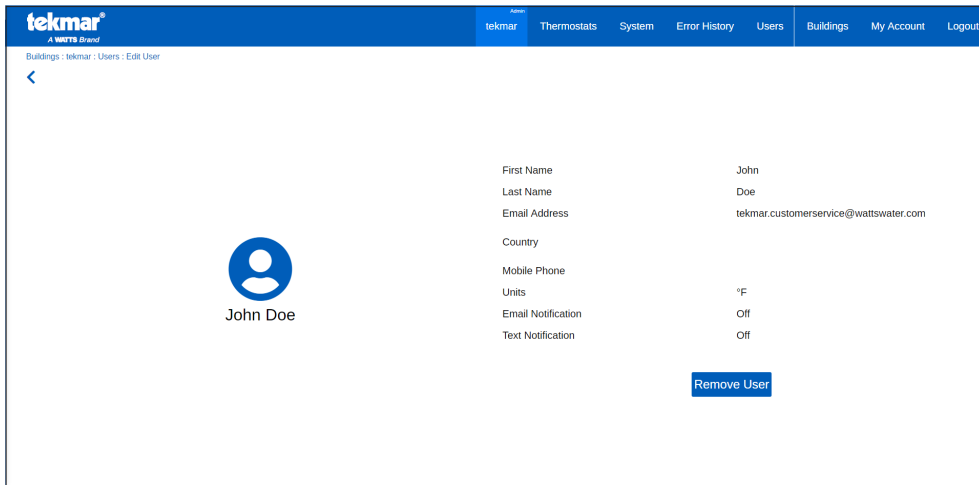 tekmar®
A WATTS Brand
Admin
tekmar Thermostats System Error History Users Buildings My Account Logout
Buildings : tekmar : Users : Edit User
First Name John
Last Name Doe
Email Address tekmar.customerservice@wattswater.com
Country
Mobile Phone
Units °F
Email Notification Off
Text Notification Off
John Doe
Remove User